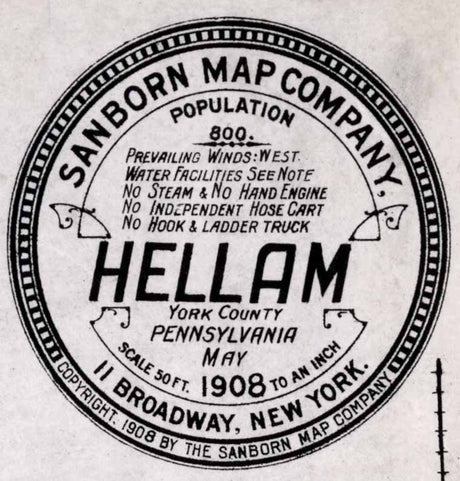 SANBORN MAP COMPANY,
POPULATION
800.
PREVAILING WINDS: WEST.
WATER FACILITIES SEE NOTE
NO STEAM & NO HAND ENGINE
NO INDEPENDENT HOSE CART
NO HOOK & LADDER TRUCK
HELLAM
YORK COUNTY
PENNSYLVANIA
MAY
SCALE 50 FT. 1908 TO AN INCH
11 BROADWAY, NEW YORK.
COPYRIGHT, 1908 BY THE SANBORN MAP COMPANY